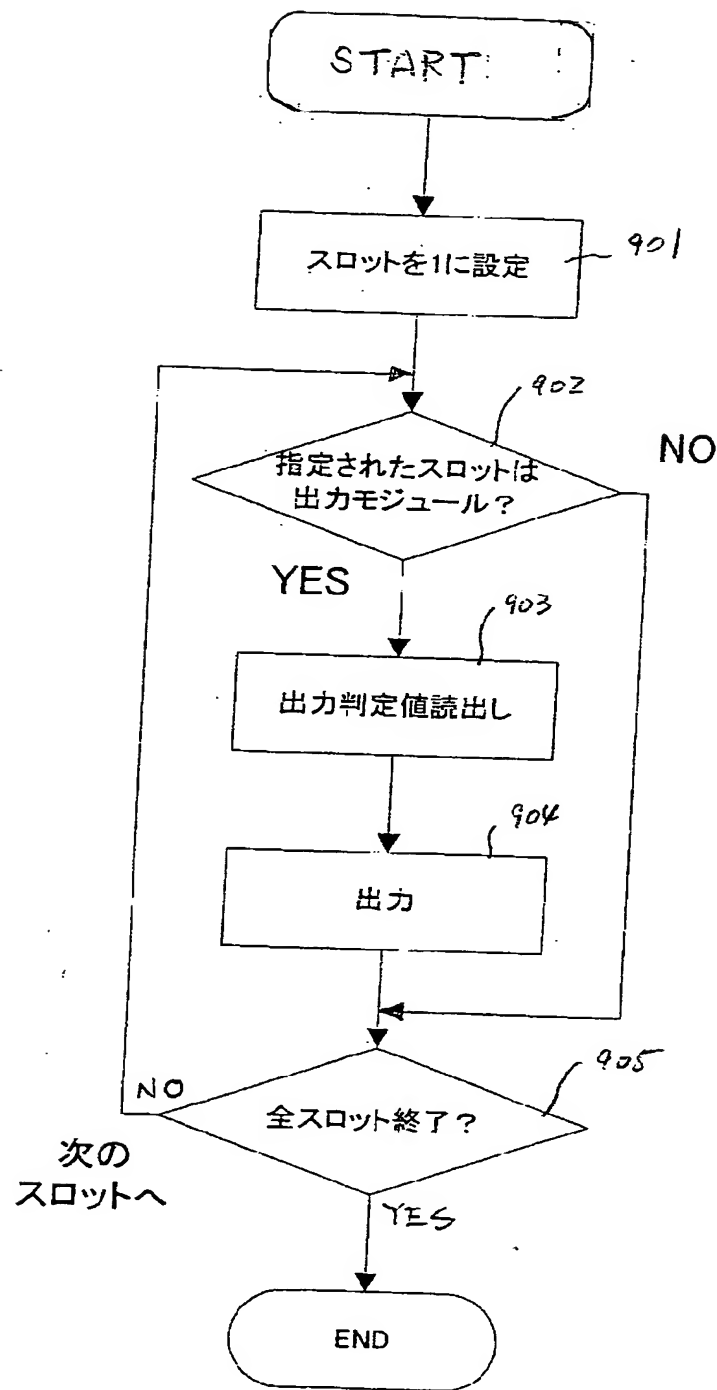 START
スロットを1に設定
901
902
指定されたスロットは
出力モジュール？
NO
YES
903
出力判定値読出し
904
出力
905
NO
全スロット終了？
次の
スロットへ
YES
END